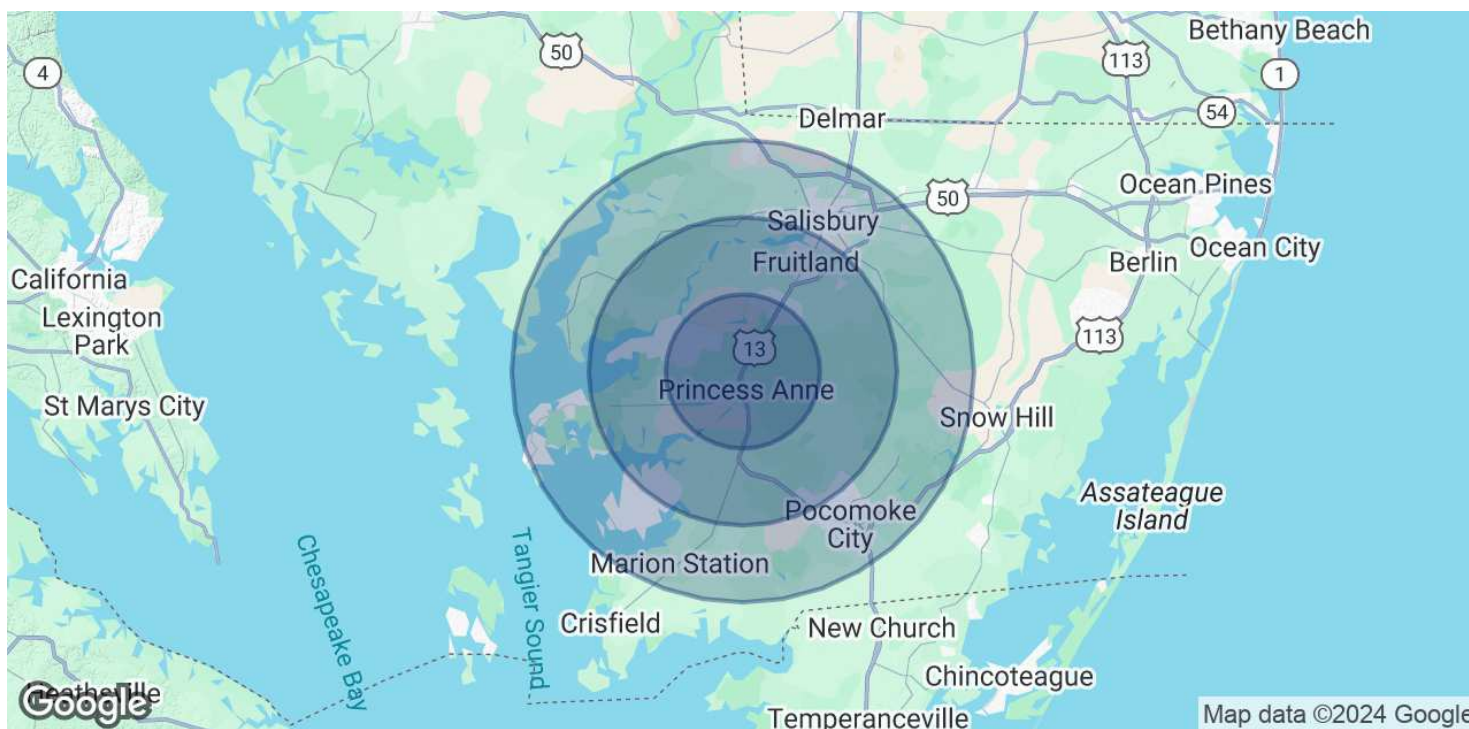 Bethany Beach
50
113
4
1
54
Delmar
Ocean Pines
50
Salisbury
Ocean City
Fruitland
Berlin
California
Lexington
Park
113
13
Princess Anne
St Marys City
Snow Hill
Assateague
Island
Pocomoke
City
Chesapeake Bay
Tangier Sound
Marion Station
Crisfield
New Church
Chincoteague
Heathsville
Google
Temperanceville
Map data ©2024 Google